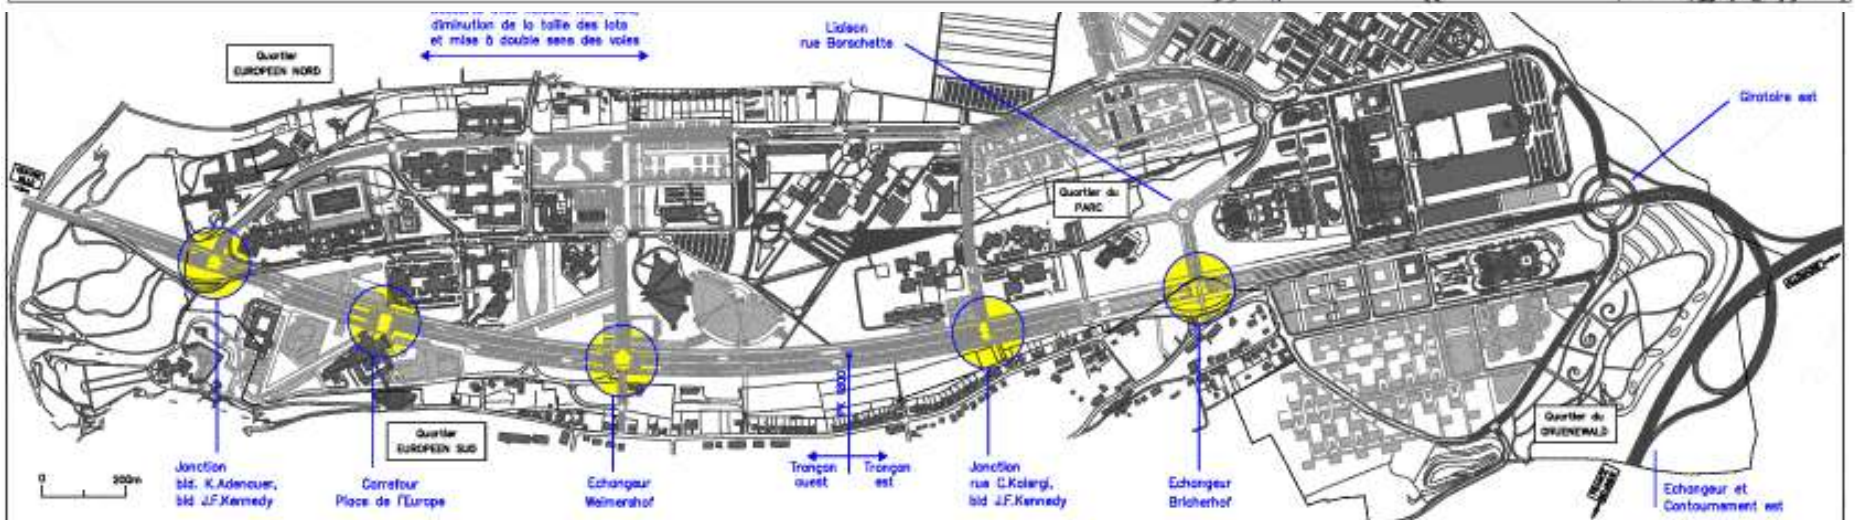 diminution de la taille des lots
et mise à double sens des voies
Quartier
EUROPEEN NORD
Liaison
rue Borschette
Giratoire est
Quartier du
PARC
Quartier
EUROPEEN SUD
Quartier du
GRUENEWALD
PK 1800
0
200m
Jonction
bld. K.Adenauer,
bld J.F.Kennedy
Carrefour
Place de l'Europe
Echangeur
Weimershof
Tronçon
ouest
Tronçon
est
Jonction
rue C.Kalergi,
bld J.F.Kennedy
Echangeur
Bricherhof
Echangeur et
Contournement est